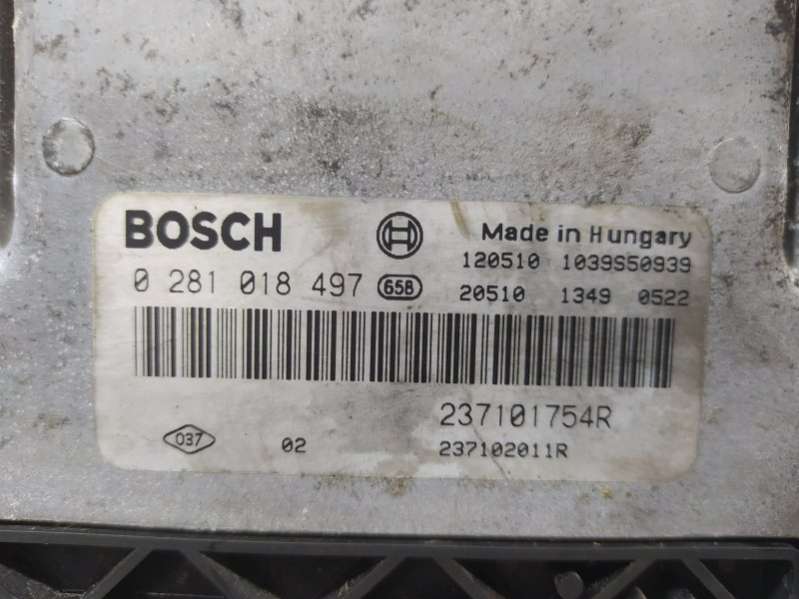 BOSCH
Made in Hungary
120510 1039S50939
0 281 018 497 658
20510 1349 0522
237101754R
037 02 237102011R